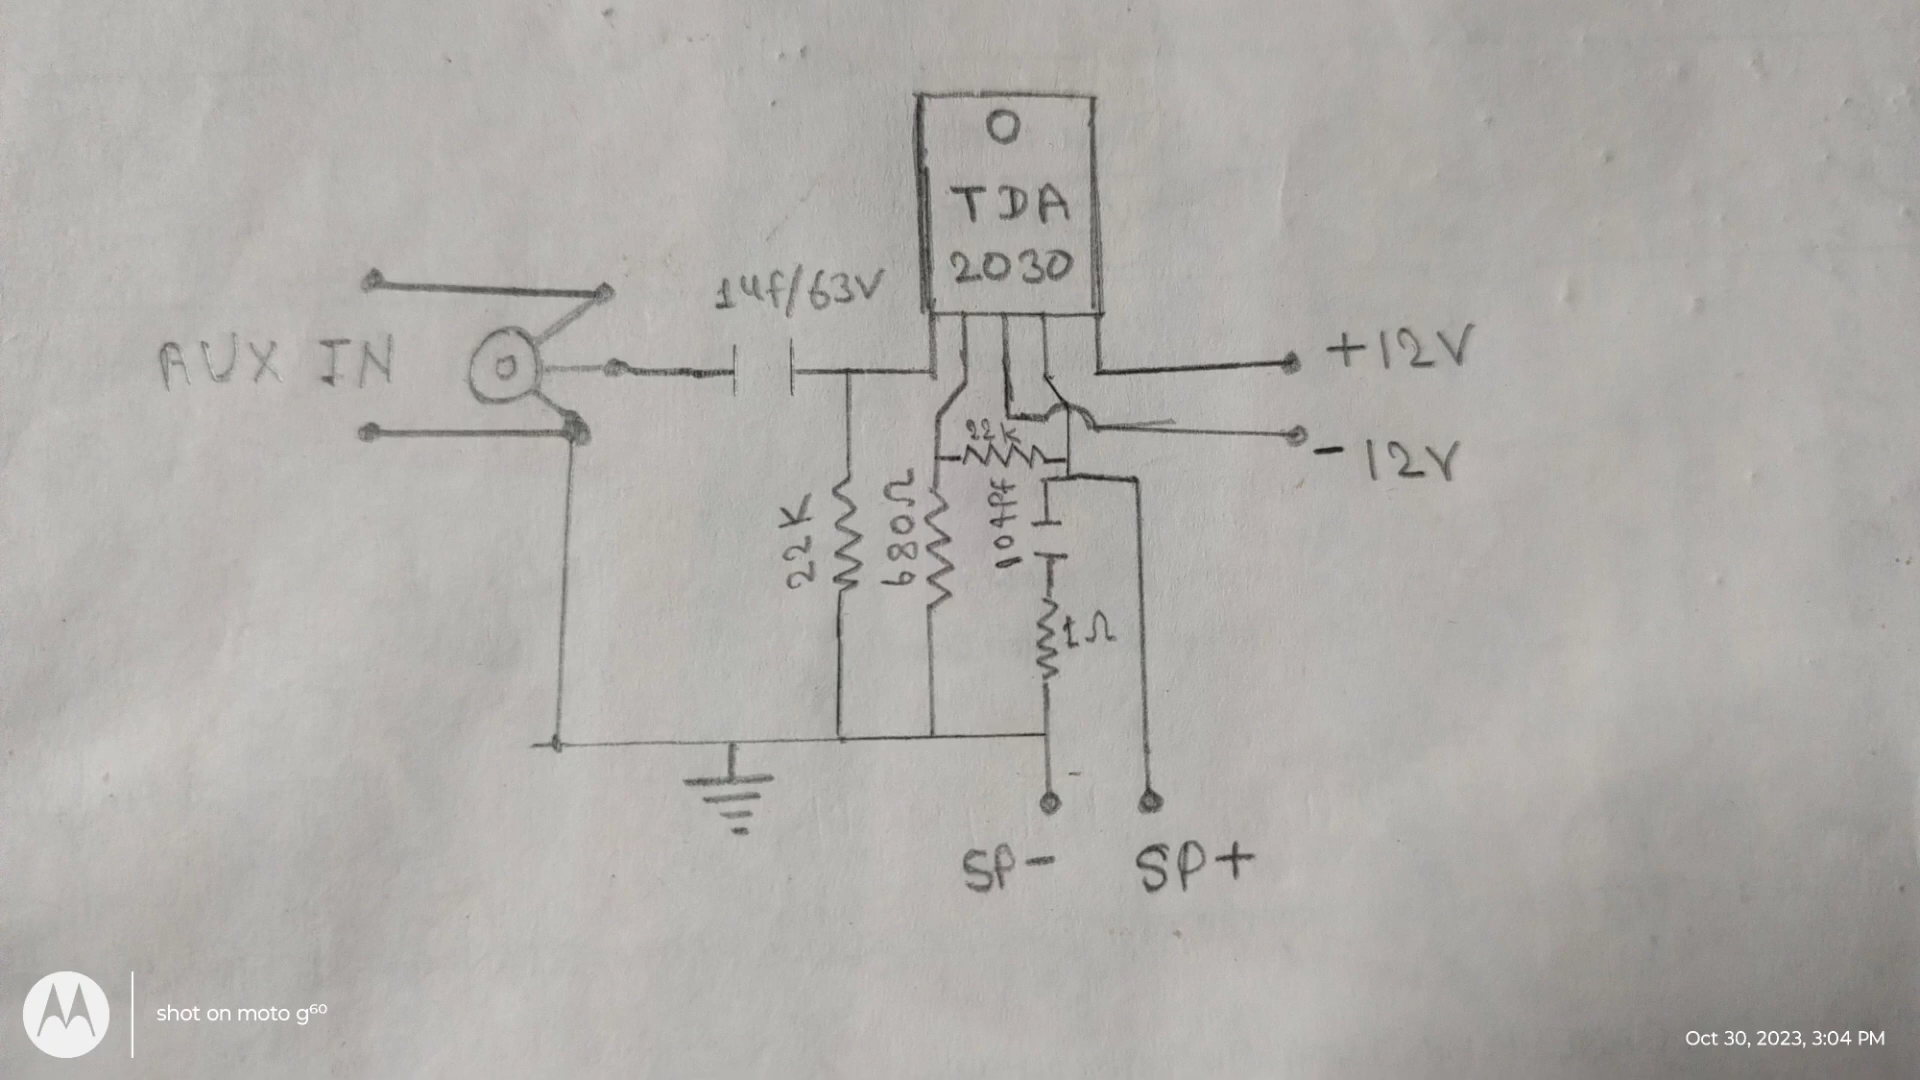 TDA
2030
1uf/63V
AUX IN
+12V
-12V
22K
22K
680Ω
104Pf
1Ω
SP-
SP+
shot on moto g⁶⁰
Oct 30, 2023, 3:04 PM